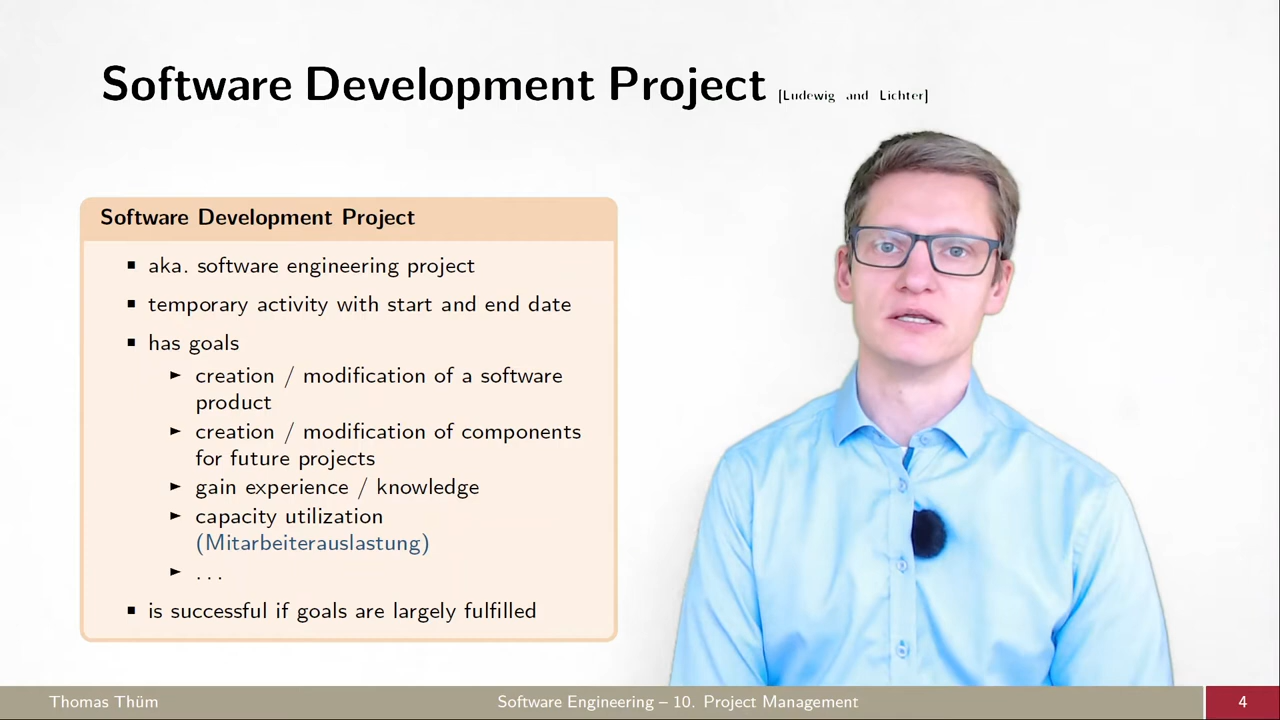 Software Development Project [Ludewig and Lichter]
Software Development Project
▪ aka. software engineering project
▪ temporary activity with start and end date
▪ has goals
► creation / modification of a software
product
► creation / modification of components
for future projects
► gain experience / knowledge
► capacity utilization
(Mitarbeiterauslastung)
► ...
▪ is successful if goals are largely fulfilled
Thomas Thüm
Software Engineering – 10. Project Management
4